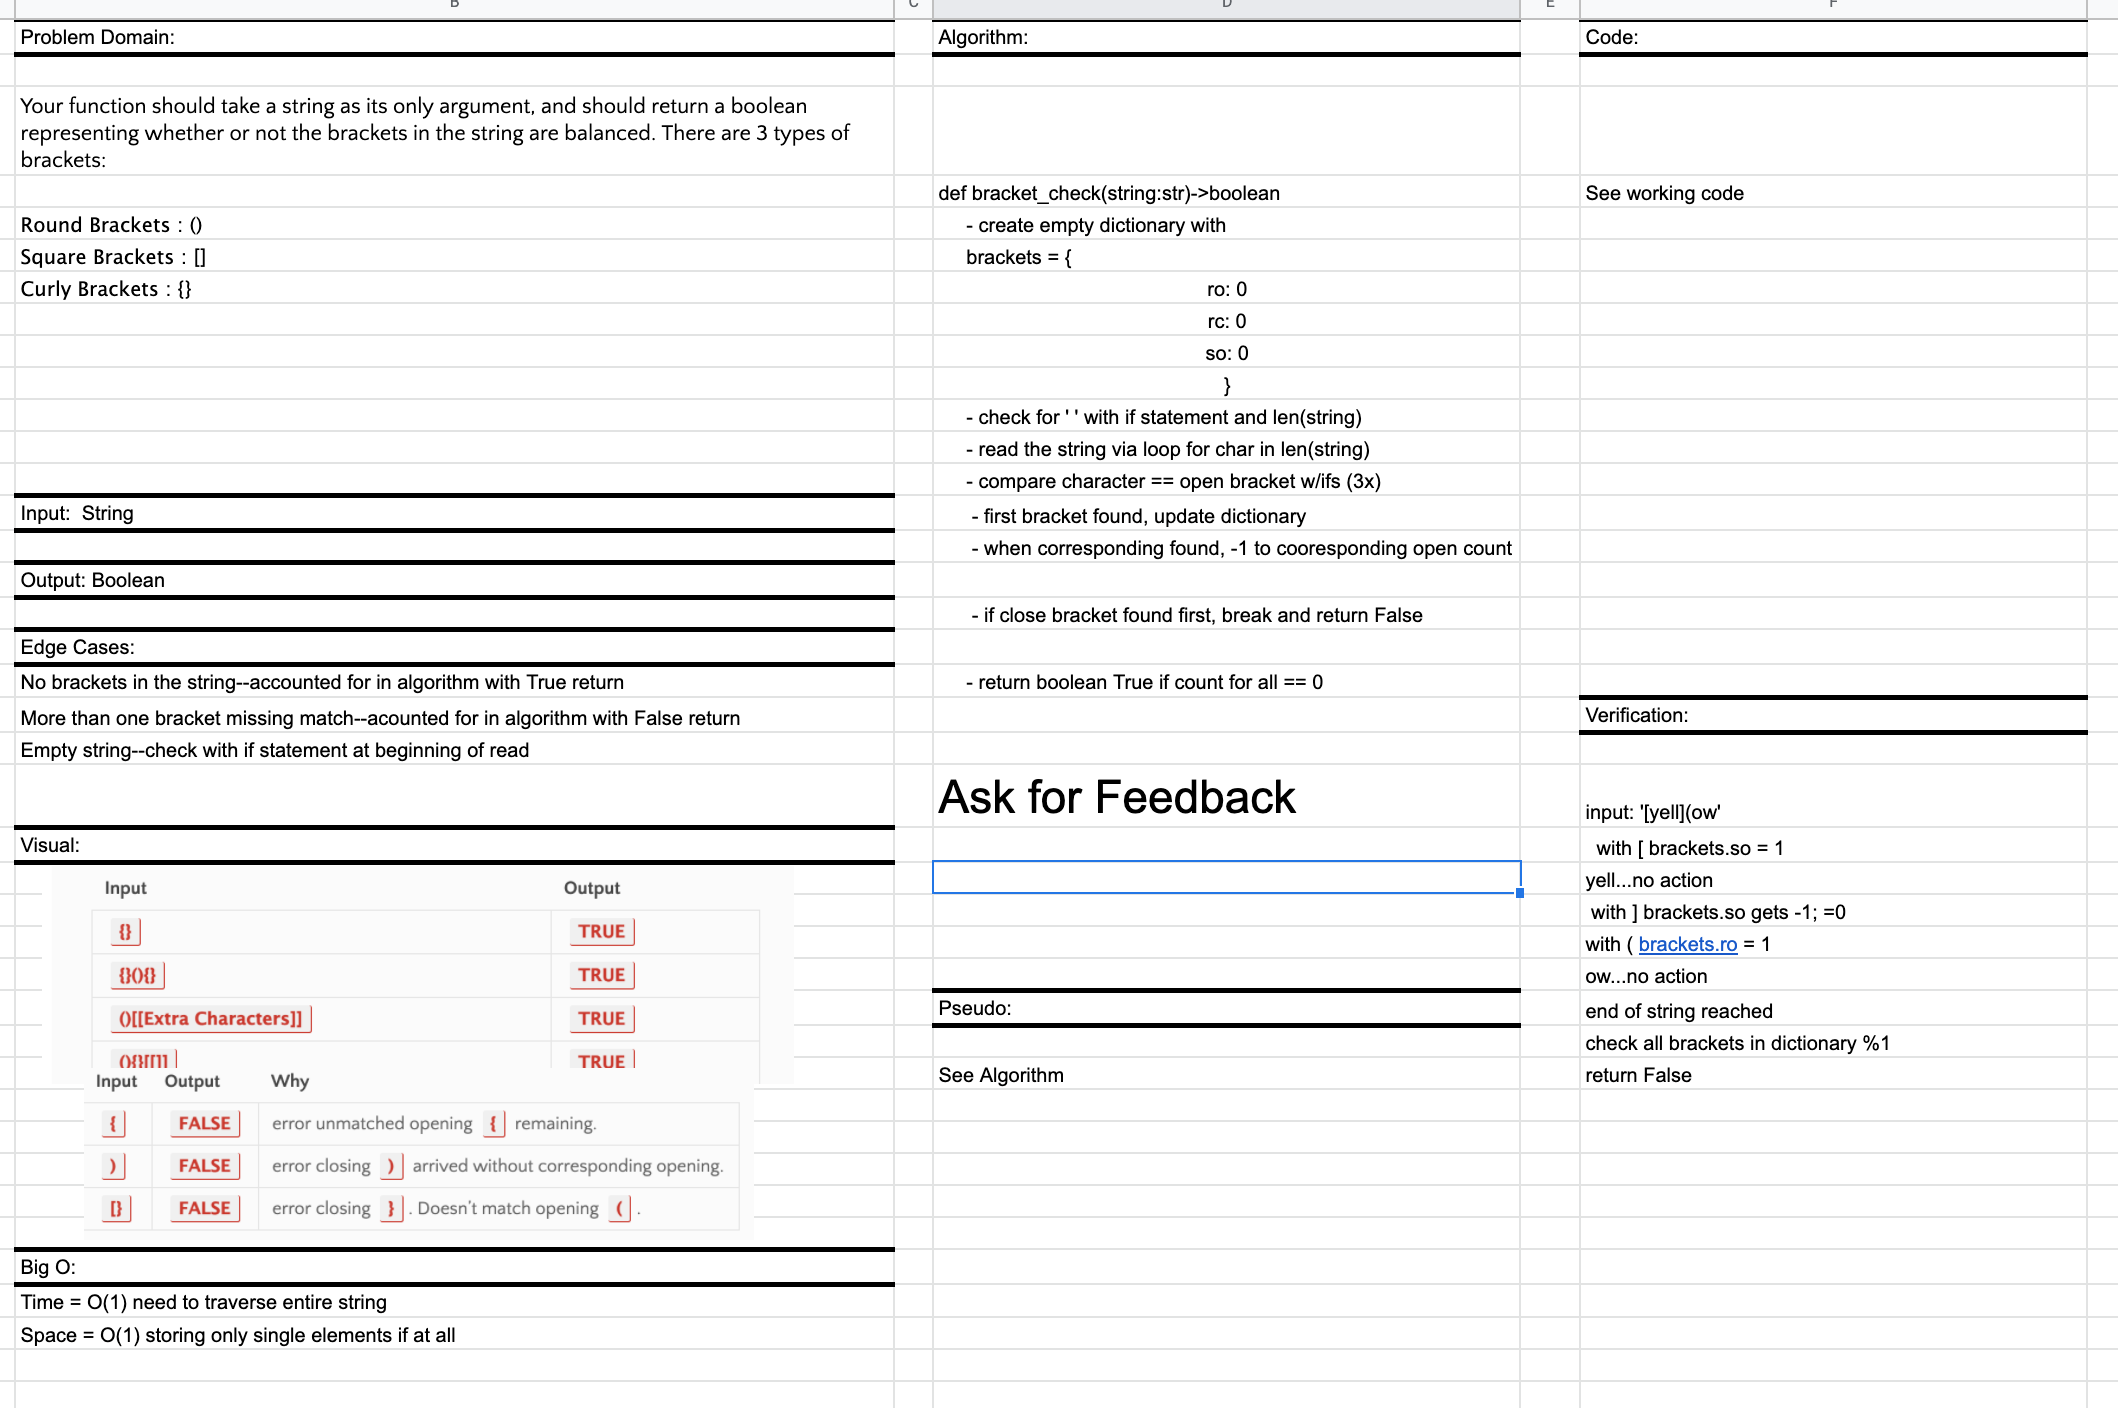 B
C
D
E
F
Problem Domain:
Your function should take a string as its only argument, and should return a boolean
representing whether or not the brackets in the string are balanced. There are 3 types of
brackets:
Round Brackets : ()
Square Brackets : []
Curly Brackets : {}
Input:  String
Output: Boolean
Edge Cases:
No brackets in the string--accounted for in algorithm with True return
More than one bracket missing match--acounted for in algorithm with False return
Empty string--check with if statement at beginning of read
Visual:
Input Output
{} TRUE
{}(){} TRUE
()[[Extra Characters]] TRUE
(){}[[]] TRUE
Input Output Why
{ FALSE error unmatched opening { remaining.
) FALSE error closing ) arrived without corresponding opening.
[} FALSE error closing } . Doesn't match opening ( .
Big O:
Time = O(1) need to traverse entire string
Space = O(1) storing only single elements if at all
Algorithm:
def bracket_check(string:str)->boolean
- create empty dictionary with
brackets = {
ro: 0
rc: 0
so: 0
}
- check for ' ' with if statement and len(string)
- read the string via loop for char in len(string)
- compare character == open bracket w/ifs (3x)
- first bracket found, update dictionary
- when corresponding found, -1 to cooresponding open count
- if close bracket found first, break and return False
- return boolean True if count for all == 0
Ask for Feedback
Pseudo:
See Algorithm
Code:
See working code
Verification:
input: '[yell](ow'
with [ brackets.so = 1
yell...no action
with ] brackets.so gets -1; =0
with ( brackets.ro = 1
ow...no action
end of string reached
check all brackets in dictionary %1
return False